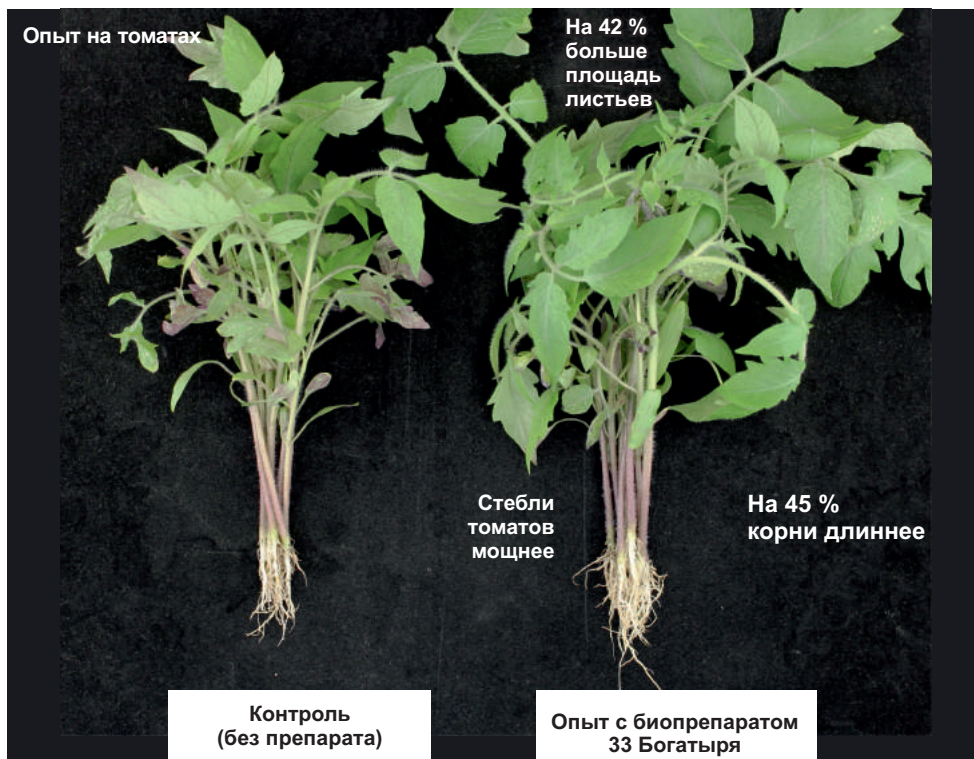 Опыт на томатах
На 42 %
больше
площадь
листьев
Стебли
томатов
мощнее
На 45 %
корни длиннее
Контроль
(без препарата)
Опыт с биопрепаратом
33 Богатыря